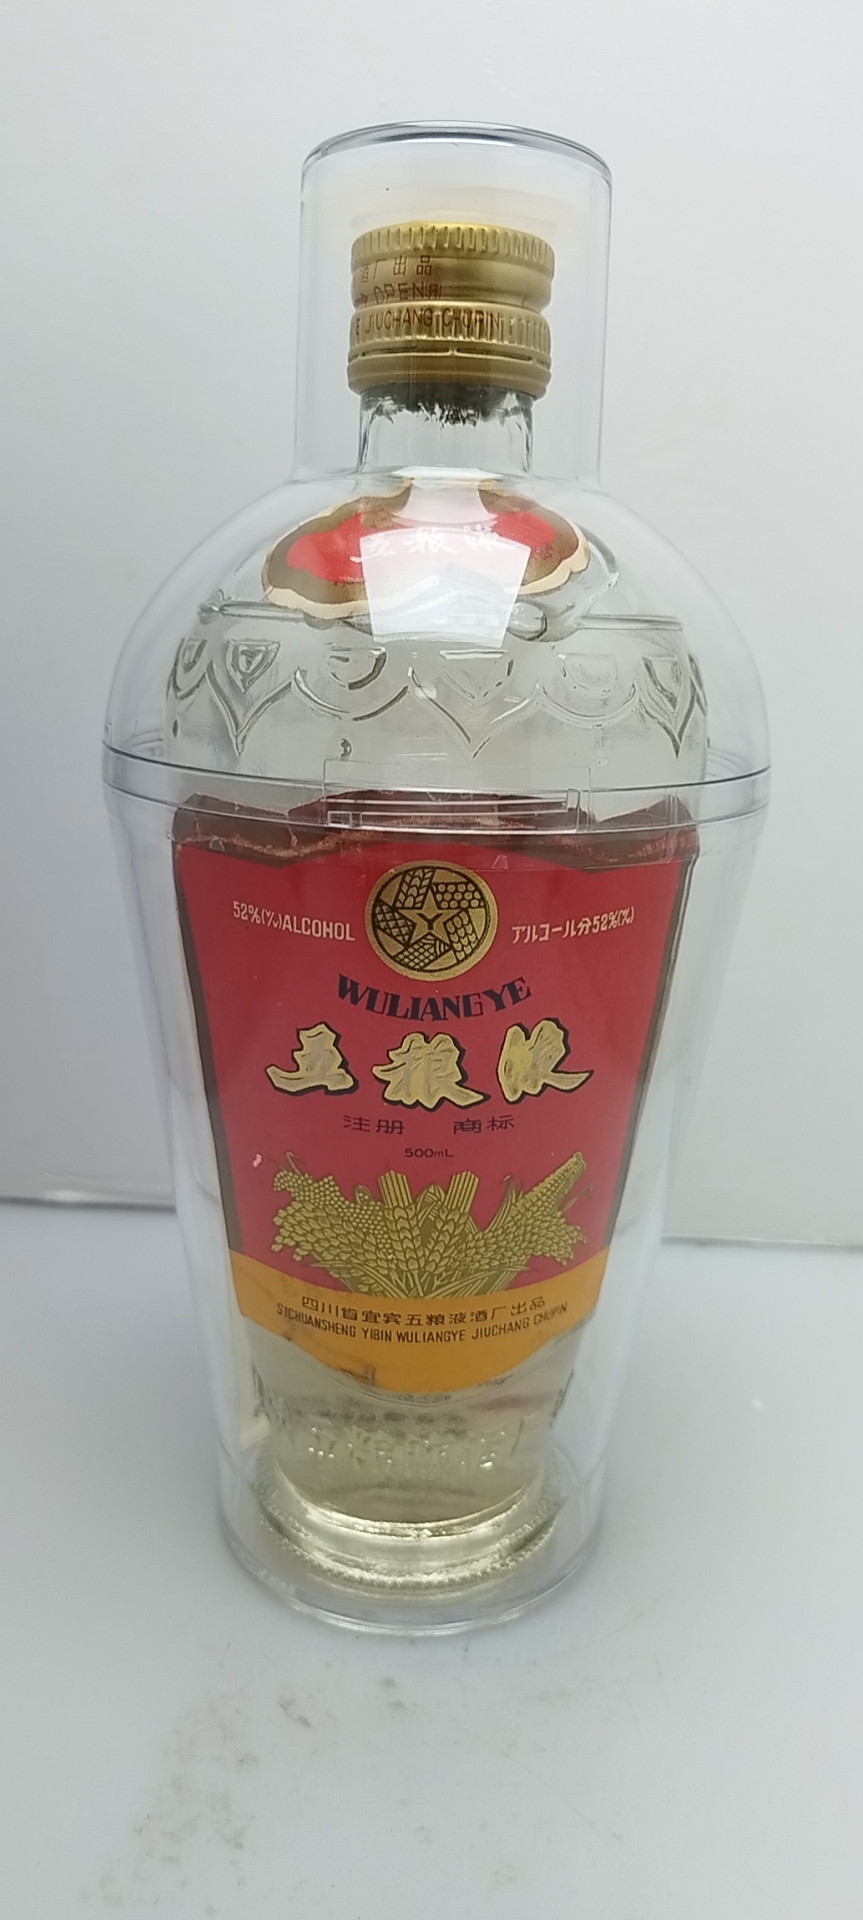 酒厂出品
OPEN
E JIUCHANG CHUPIN
五粮液
52%(%)ALCOHOL
アルコール分52%(%)
Y
WULIANGYE
五粮液
注册 商标
500mL
四川省宜宾五粮液酒厂出品
SICHUANSHENG YIBIN WULIANGYE JIUCHANG CHUPIN